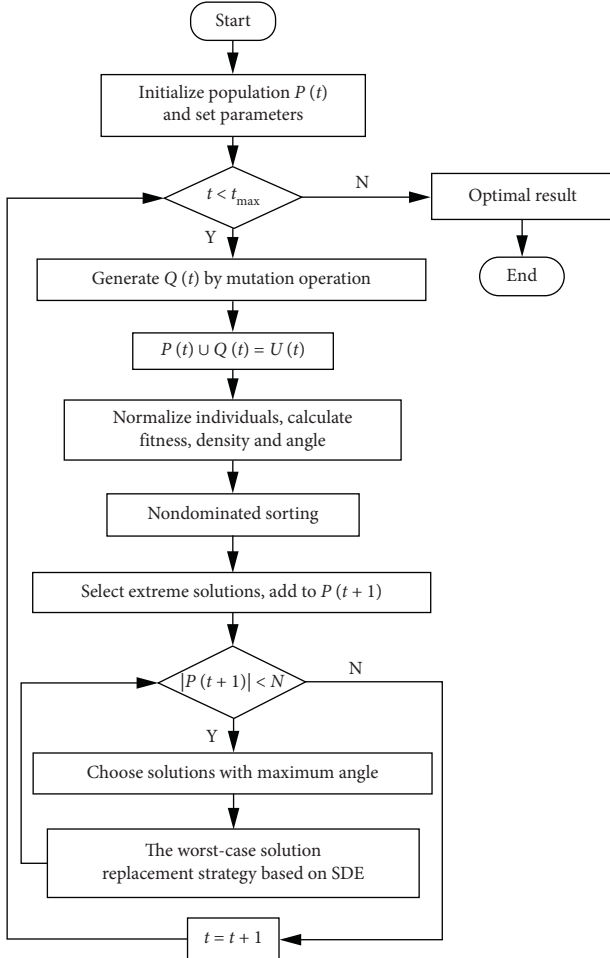 Start
Initialize population P (t)
and set parameters
t < tmax
N
Optimal result
Y
End
Generate Q (t) by mutation operation
P (t) ∪ Q (t) = U (t)
Normalize individuals, calculate
fitness, density and angle
Nondominated sorting
Select extreme solutions, add to P (t + 1)
|P (t + 1)| < N
N
Y
Choose solutions with maximum angle
The worst-case solution
replacement strategy based on SDE
t = t + 1